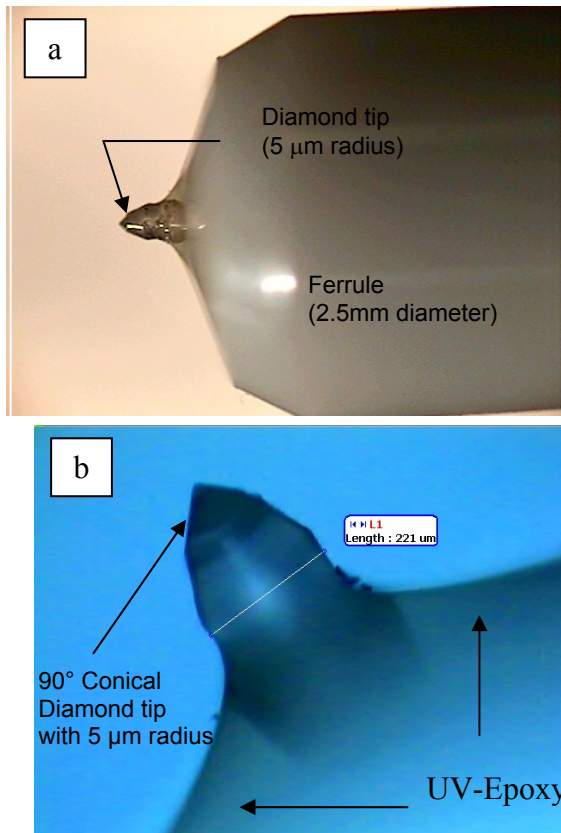 a
Diamond tip
(5 μm radius)
Ferrule
(2.5mm diameter)
b
L1
Length : 221 um
90° Conical
Diamond tip
with 5 µm radius
UV-Epoxy